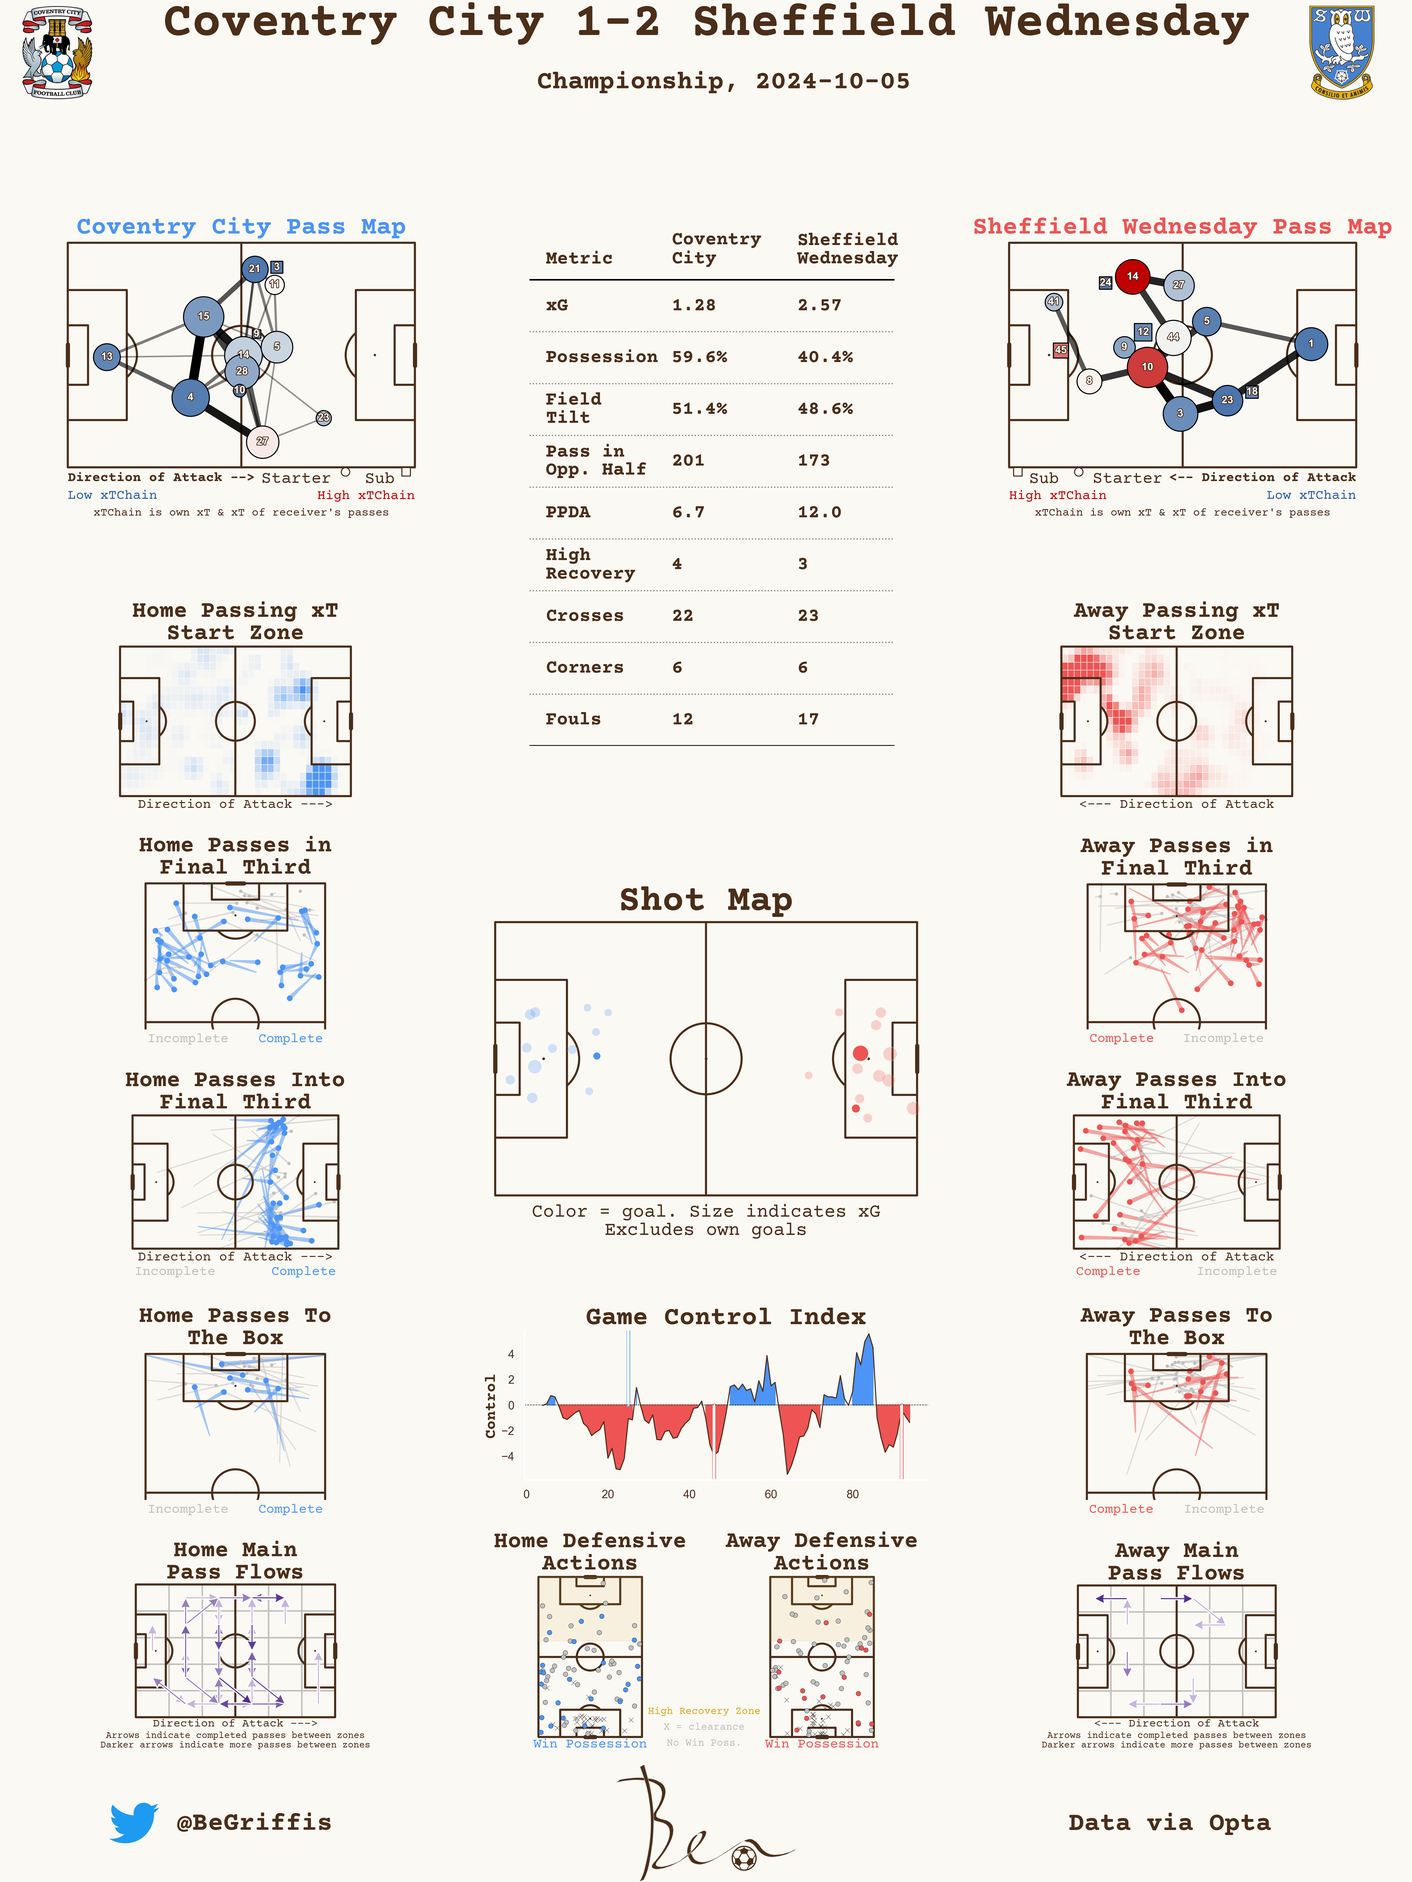 Coventry City 1-2 Sheffield Wednesday
Championship, 2024-10-05
COVENTRY CITY
FOOTBALL CLUB
S W
CONSILIO ET ANIMIS
Coventry City Pass Map
21
3
11
15
9
5
14
13
28
10
4
23
27
Direction of Attack --> Starter Sub
Low xTChain High xTChain
xTChain is own xT & xT of receiver's passes
Metric Coventry City Sheffield Wednesday
xG 1.28 2.57
Possession 59.6% 40.4%
Field Tilt 51.4% 48.6%
Pass in Opp. Half 201 173
PPDA 6.7 12.0
High Recovery 4 3
Crosses 22 23
Corners 6 6
Fouls 12 17
Sheffield Wednesday Pass Map
14
24
27
41
5
12
44
1
9
45
10
8
18
23
3
Sub Starter <-- Direction of Attack
High xTChain Low xTChain
xTChain is own xT & xT of receiver's passes
Home Passing xT
Start Zone
Direction of Attack --->
Away Passing xT
Start Zone
<--- Direction of Attack
Home Passes in
Final Third
Incomplete Complete
Away Passes in
Final Third
Complete Incomplete
Shot Map
Color = goal. Size indicates xG
Excludes own goals
Home Passes Into
Final Third
Direction of Attack --->
Incomplete Complete
Away Passes Into
Final Third
<--- Direction of Attack
Complete Incomplete
Home Passes To
The Box
Incomplete Complete
Game Control Index
Control
4
2
0
−2
−4
0 20 40 60 80
Away Passes To
The Box
Complete Incomplete
Home Main
Pass Flows
Direction of Attack --->
Arrows indicate completed passes between zones
Darker arrows indicate more passes between zones
Home Defensive
Actions
Win Possession
High Recovery Zone
X = clearance
No Win Poss.
Away Defensive
Actions
Win Possession
Away Main
Pass Flows
<--- Direction of Attack
Arrows indicate completed passes between zones
Darker arrows indicate more passes between zones
@BeGriffis
Ben
Data via Opta